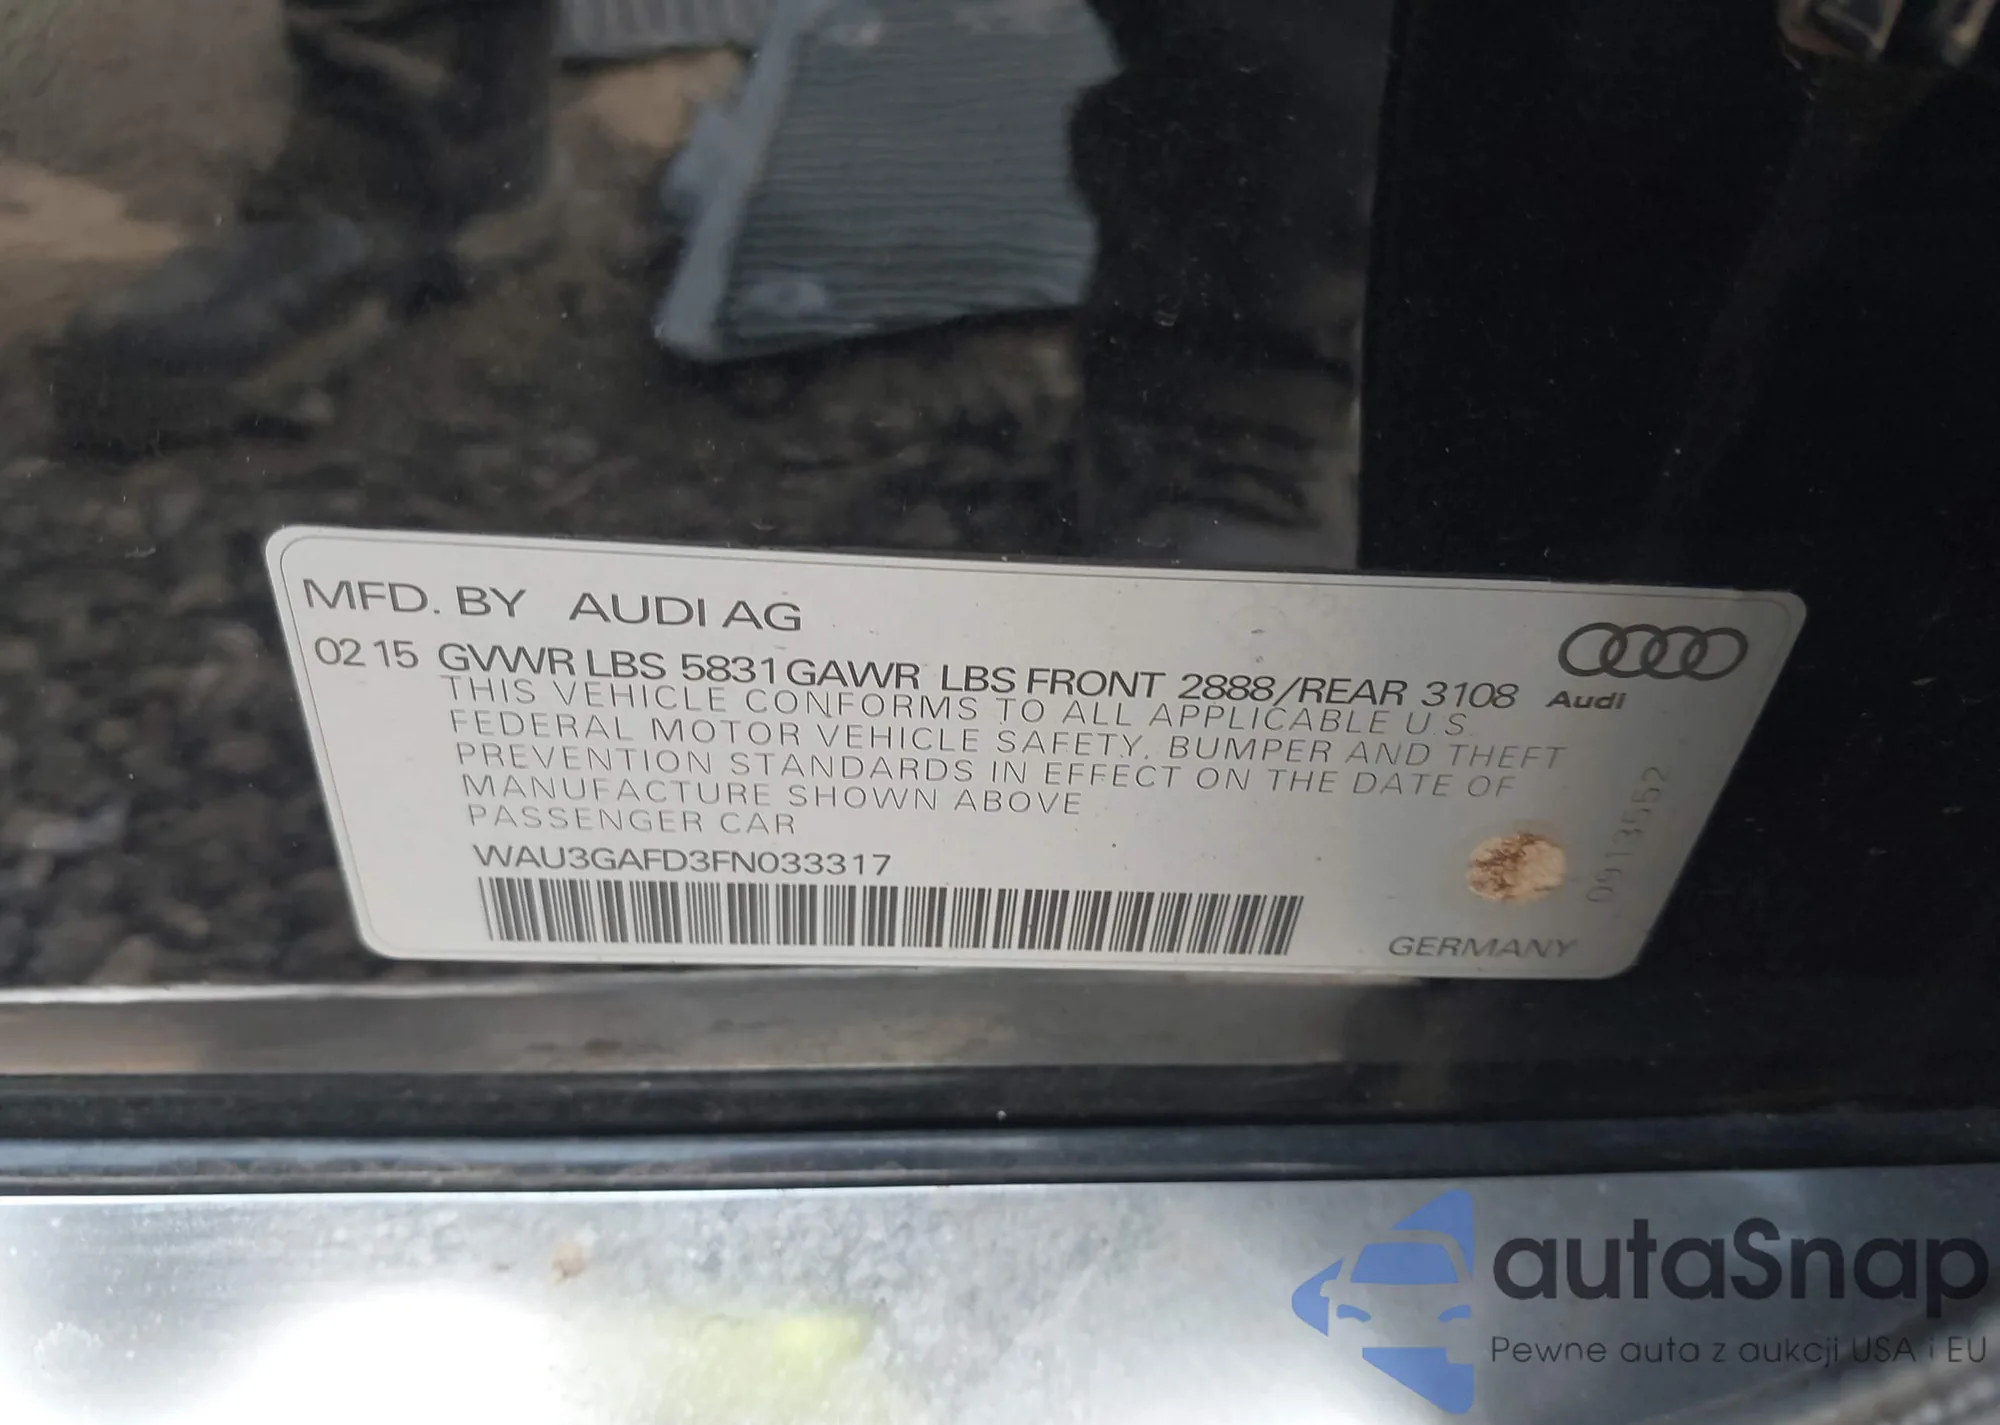 MFD. BY AUDI AG
02 15 GVWR LBS 5831 GAWR LBS FRONT 2888/REAR 3108
Audi
THIS VEHICLE CONFORMS TO ALL APPLICABLE U.S.
FEDERAL MOTOR VEHICLE SAFETY, BUMPER AND THEFT
PREVENTION STANDARDS IN EFFECT ON THE DATE OF
MANUFACTURE SHOWN ABOVE
PASSENGER CAR
WAU3GAFD3FN033317
GERMANY
09135552
autaSnap
Pewne auta z aukcji USA i EU